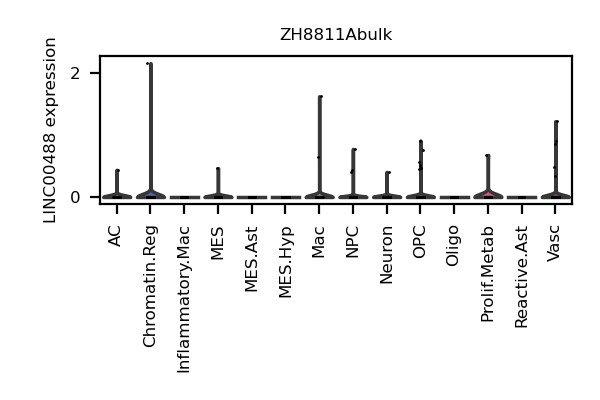 ZH8811Abulk
LINC00488 expression
2
0
AC
Chromatin.Reg
Inflammatory.Mac
MES
MES.Ast
MES.Hyp
Mac
NPC
Neuron
OPC
Oligo
Prolif.Metab
Reactive.Ast
Vasc